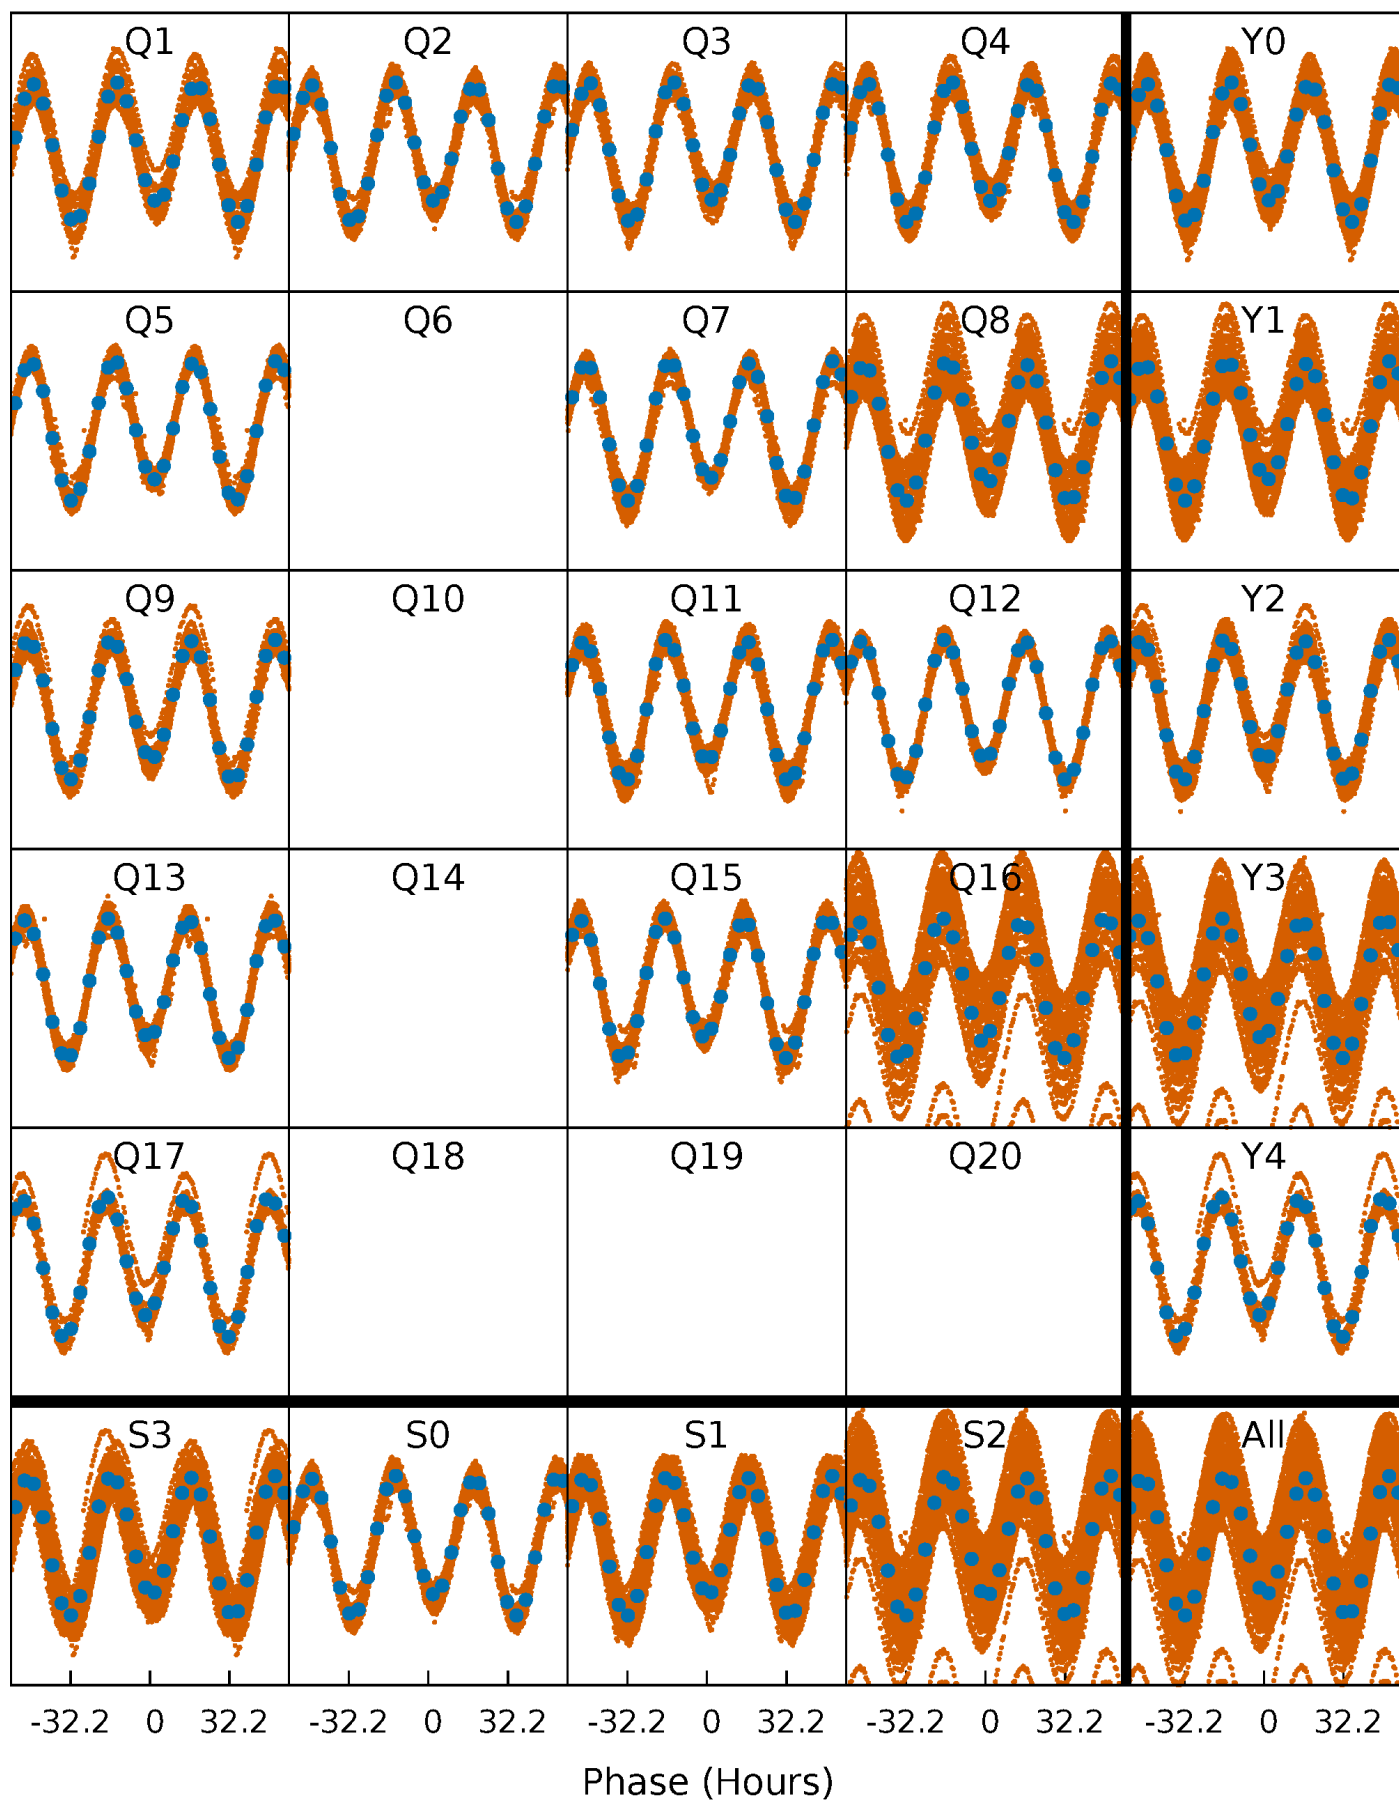 Q1 Q2 Q3 Q4 Y0
Q5 Q6 Q7 Q8 Y1
Q9 Q10 Q11 Q12 Y2
Q13 Q14 Q15 Q16 Y3
Q17 Q18 Q19 Q20 Y4
S3 S0 S1 S2 All
-32.2 0 32.2 -32.2 0 32.2 -32.2 0 32.2 -32.2 0 32.2 -32.2 0 32.2
Phase (Hours)